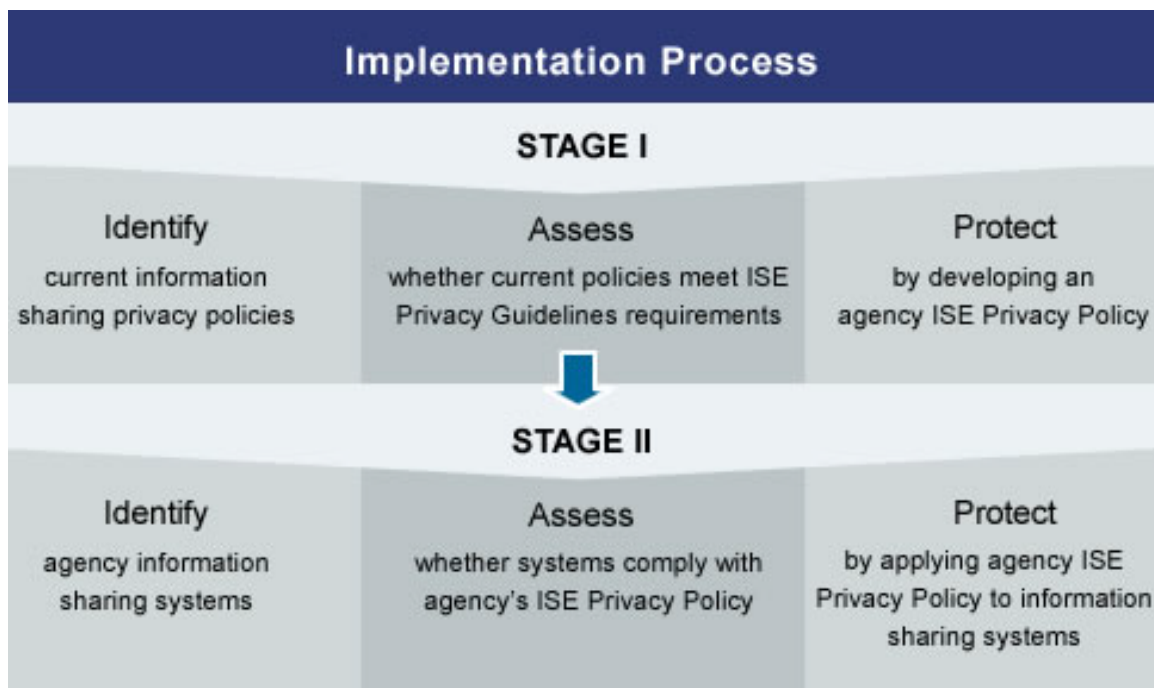 Implementation Process
STAGE I
Identify
current information
sharing privacy policies
Assess
whether current policies meet ISE
Privacy Guidelines requirements
Protect
by developing an
agency ISE Privacy Policy
STAGE II
Identify
agency information
sharing systems
Assess
whether systems comply with
agency's ISE Privacy Policy
Protect
by applying agency ISE
Privacy Policy to information
sharing systems